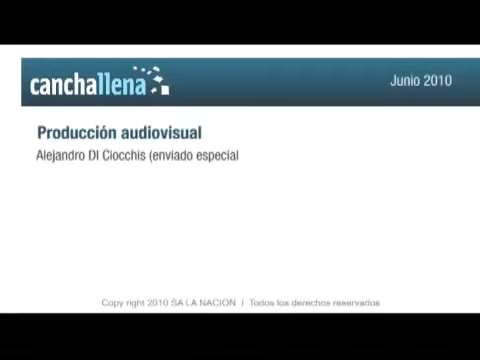 canchallena
Junio 2010
Producción audiovisual
Alejandro DI Ciocchis (enviado especial
Copy right 2010 SA LA NACION I Todos los derechos reservados